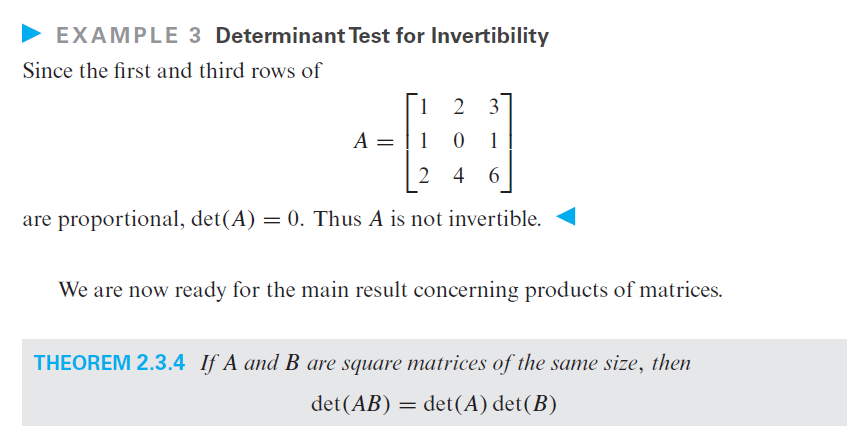 EXAMPLE 3 Determinant Test for Invertibility
Since the first and third rows of
1 2 3
A = 1 0 1
2 4 6
are proportional, det(A) = 0. Thus A is not invertible.
We are now ready for the main result concerning products of matrices.
THEOREM 2.3.4 If A and B are square matrices of the same size, then
det(AB) = det(A) det(B)